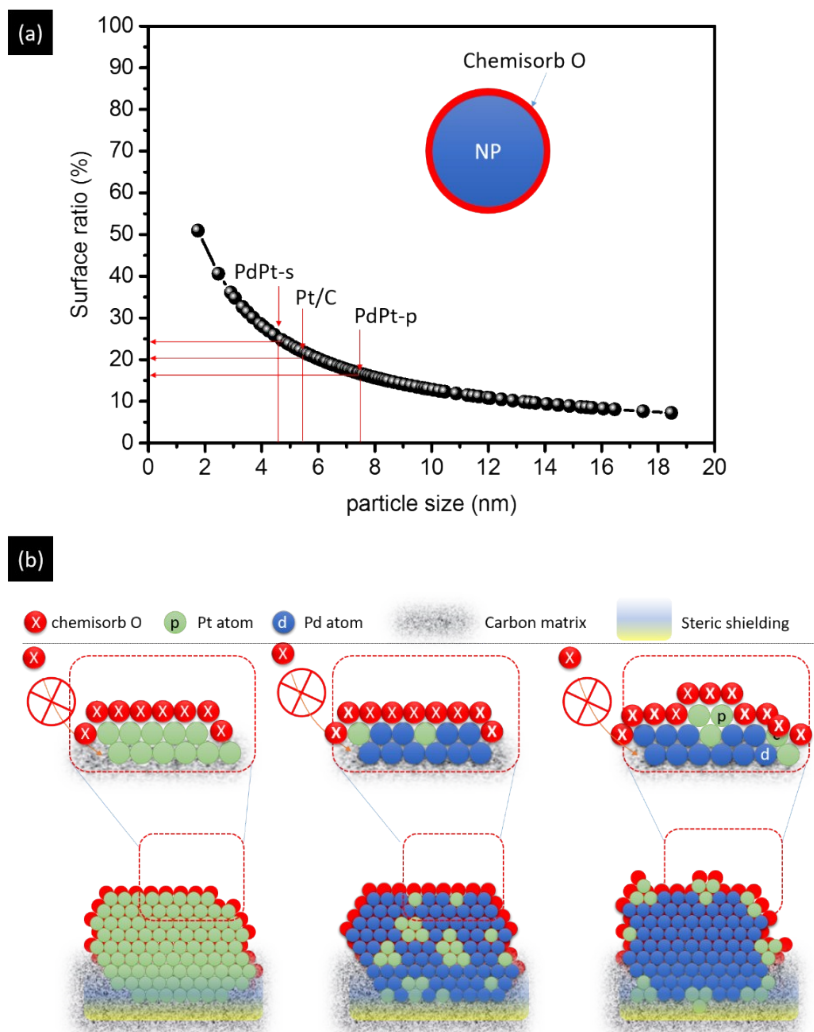 (a)
100
90
80
70
60
50
40
30
20
10
0
Surface ratio (%)
Chemisorb O
NP
PdPt-s
Pt/C
PdPt-p
0 2 4 6 8 10 12 14 16 18 20
particle size (nm)
(b)
X chemisorb O p Pt atom d Pd atom Carbon matrix Steric shielding
X X X
X X X
X X X X X X X X X X X X X p X X
X X X X X X X X
d